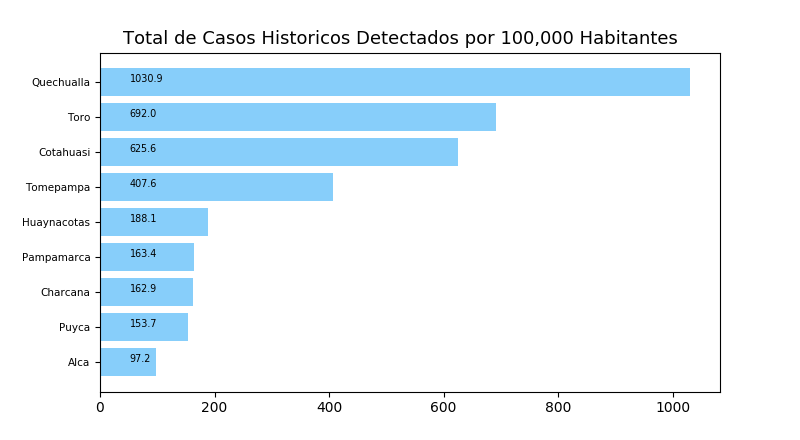 Total de Casos Historicos Detectados por 100,000 Habitantes
Quechualla 1030.9
Toro 692.0
Cotahuasi 625.6
Tomepampa 407.6
Huaynacotas 188.1
Pampamarca 163.4
Charcana 162.9
Puyca 153.7
Alca 97.2
0 200 400 600 800 1000